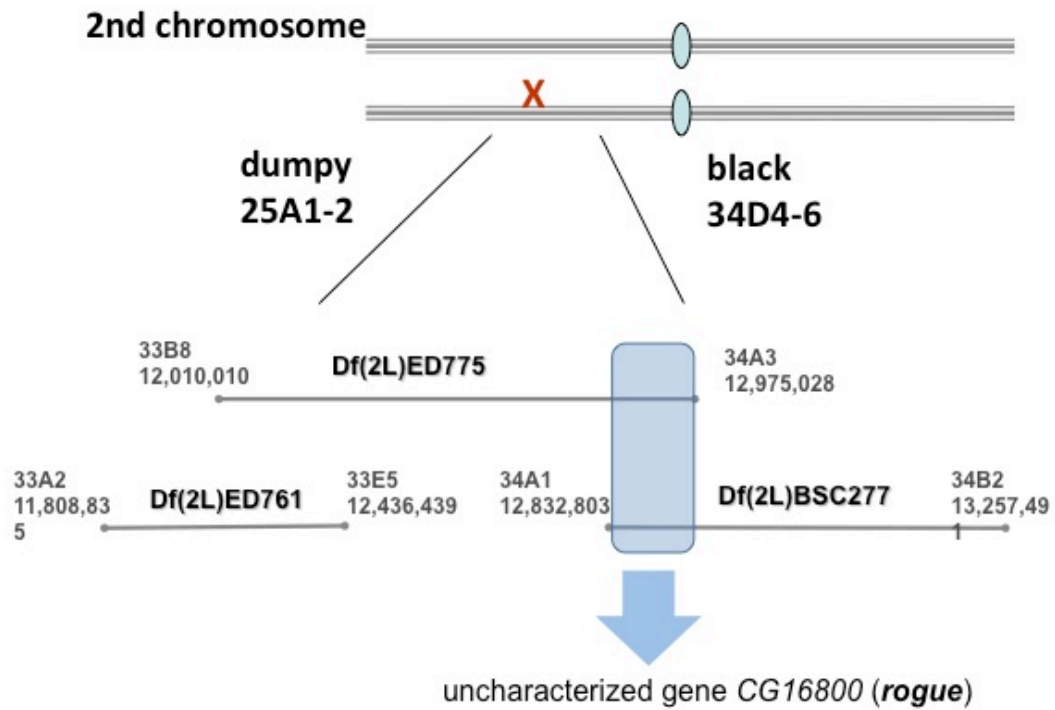 2nd chromosome
X
dumpy
25A1-2
black
34D4-6
33B8
12,010,010
Df(2L)ED775
34A3
12,975,028
33A2
11,808,83
5
Df(2L)ED761
33E5
12,436,439
34A1
12,832,803
Df(2L)BSC277
34B2
13,257,49
1
uncharacterized gene CG16800 (rogue)